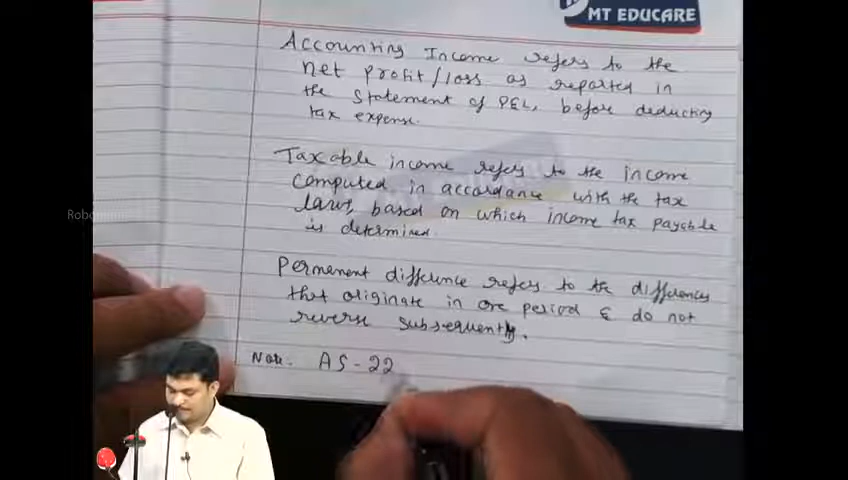 MT EDUCARE
Accounting Income refers to the
net profit/loss as reported in
the statement of P&L, before deducting
tax expense.
Taxable income refers to the income
computed in accordance with the tax
laws, based on which income tax payable
is determined.
Permenent difference refers to the differences
that originate in one period & do not
reverse subsequently.
Note. AS-22